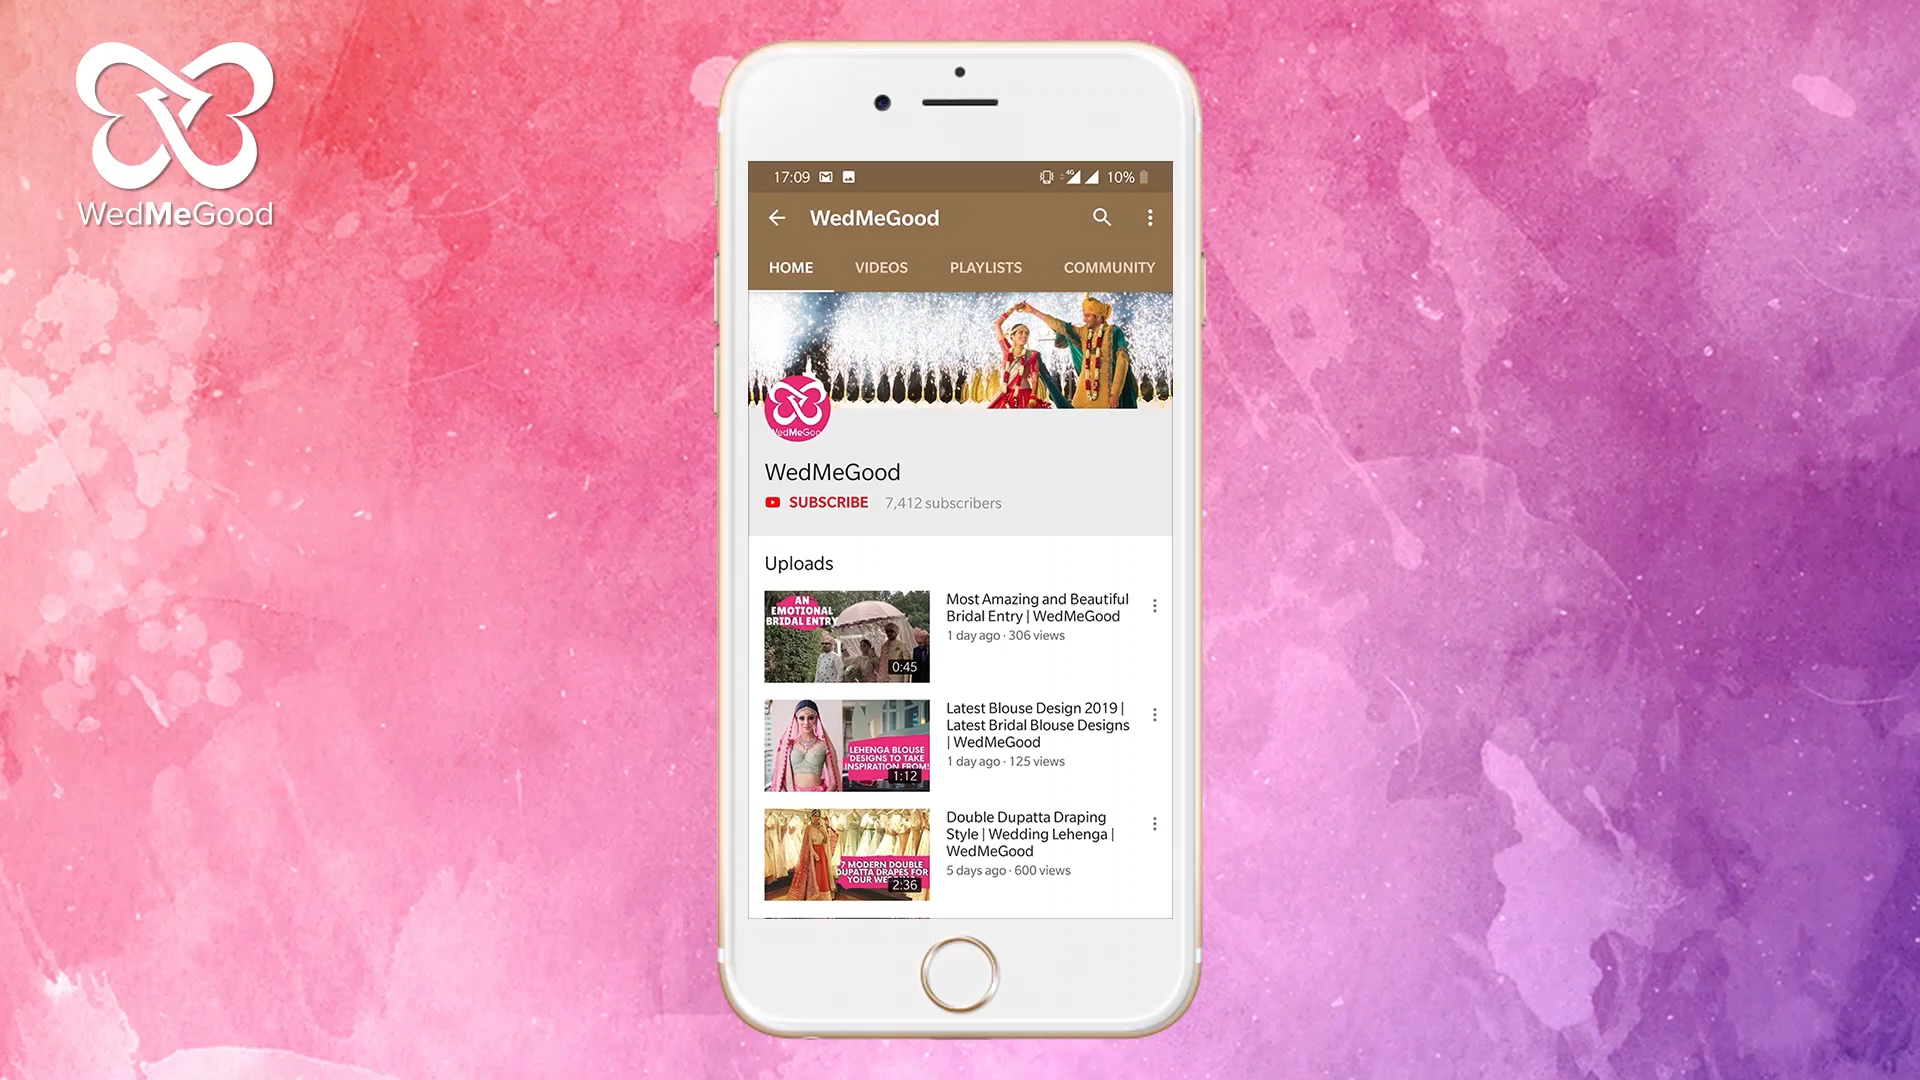 WedMeGood
17:09
4G
10%
WedMeGood
HOME VIDEOS PLAYLISTS COMMUNITY
WedMeGood
WedMeGood
SUBSCRIBE 7,412 subscribers
Uploads
AN
EMOTIONAL
BRIDAL ENTRY
0:45
Most Amazing and Beautiful
Bridal Entry | WedMeGood
1 day ago · 306 views
LEHENGA BLOUSE
DESIGNS TO TAKE
INSPIRATION FROM!
1:12
Latest Blouse Design 2019 |
Latest Bridal Blouse Designs
| WedMeGood
1 day ago · 125 views
7 MODERN DOUBLE
DUPATTA DRAPES FOR
YOUR
2:36
Double Dupatta Draping
Style | Wedding Lehenga |
WedMeGood
5 days ago · 600 views